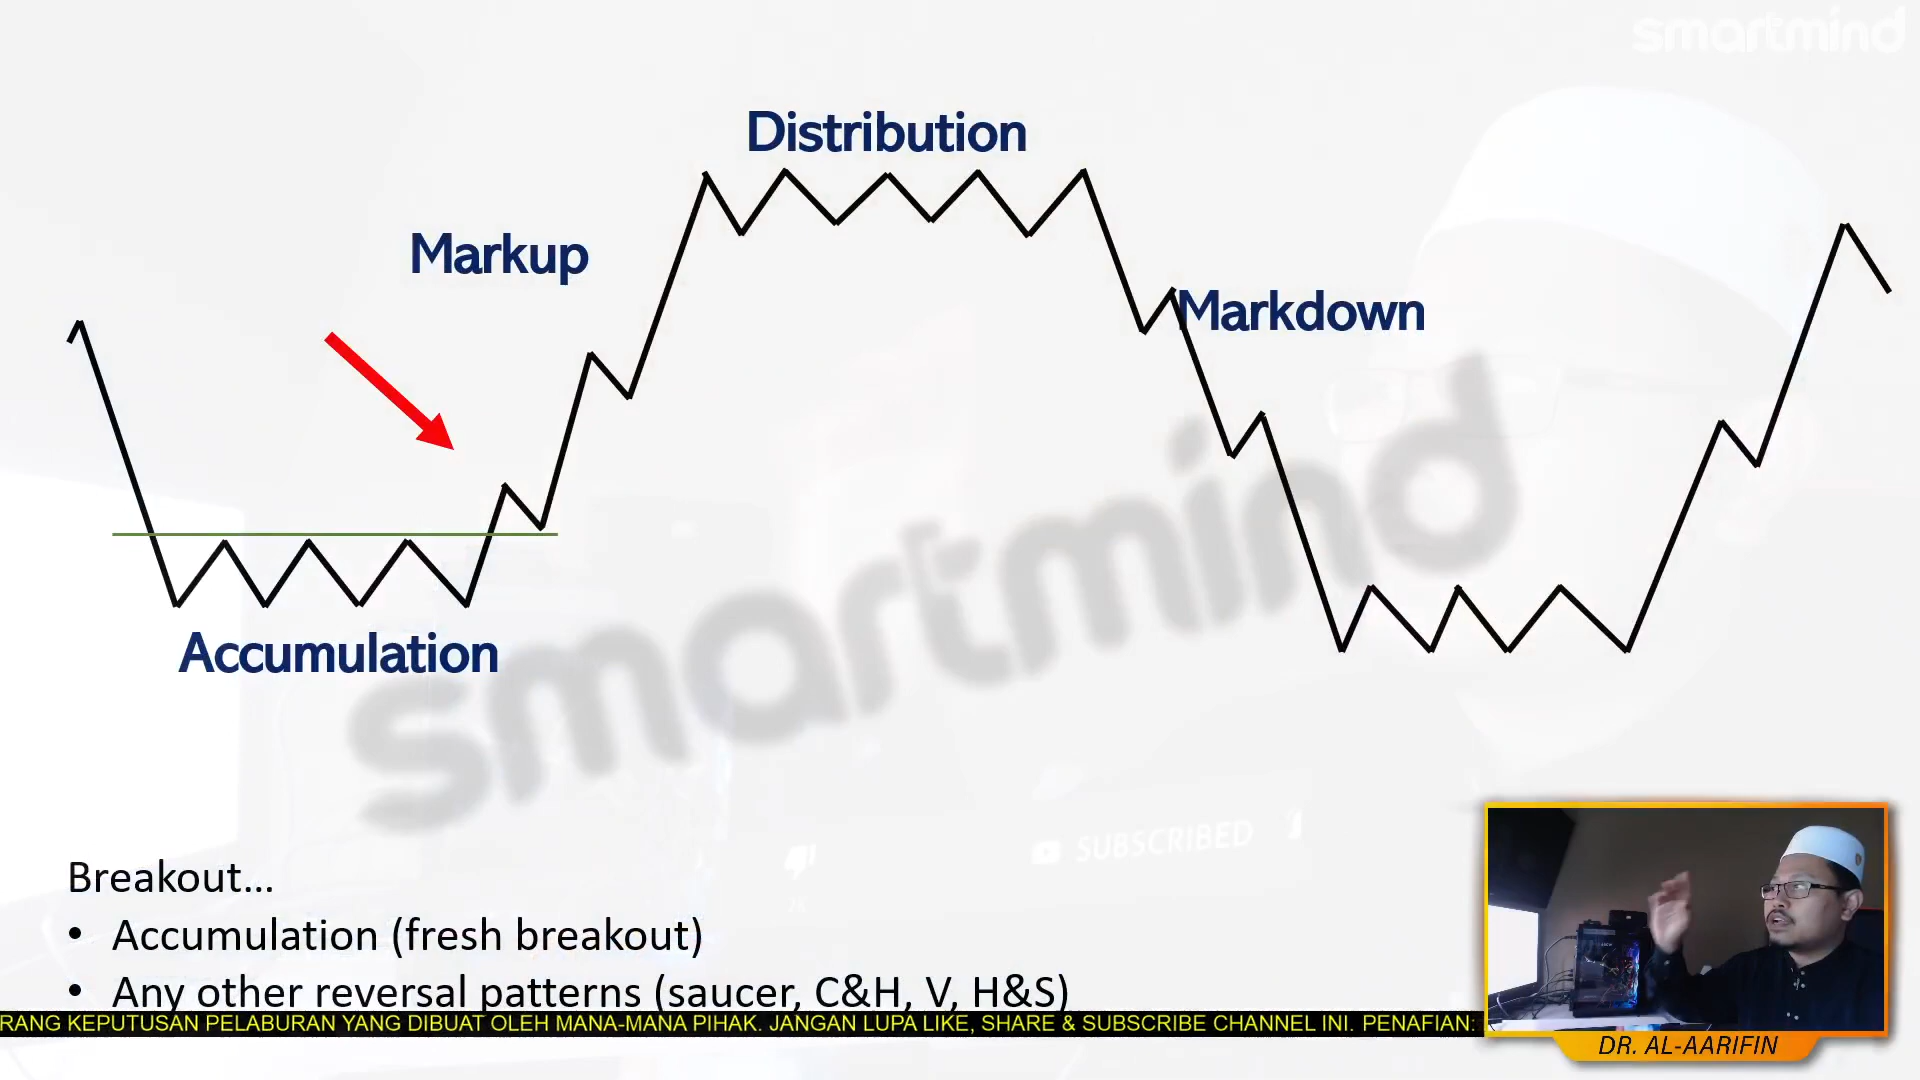 smartmind
Distribution
Markup
Markdown
Accumulation
smartmind
SUBSCRIBED
Breakout...
• Accumulation (fresh breakout)
• Any other reversal patterns (saucer, C&H, V, H&S)
RANG KEPUTUSAN PELABURAN YANG DIBUAT OLEH MANA-MANA PIHAK. JANGAN LUPA LIKE, SHARE & SUBSCRIBE CHANNEL INI. PENAFIAN:
DR. AL-AARIFIN